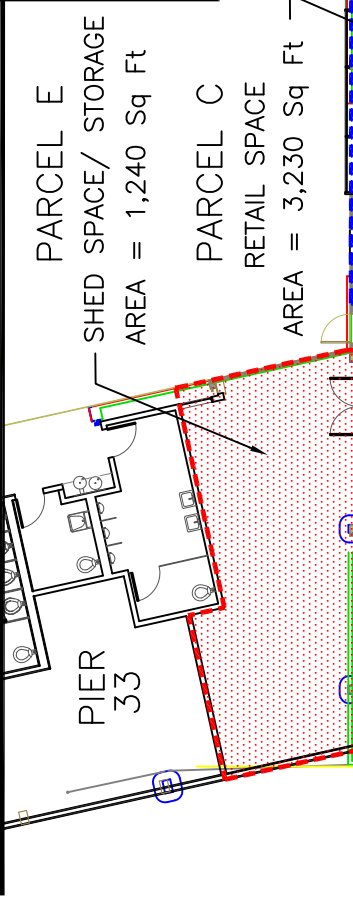 PARCEL E
SHED SPACE/ STORAGE
AREA = 1,240 Sq Ft
PARCEL C
RETAIL SPACE
AREA = 3,230 Sq Ft
PIER
33